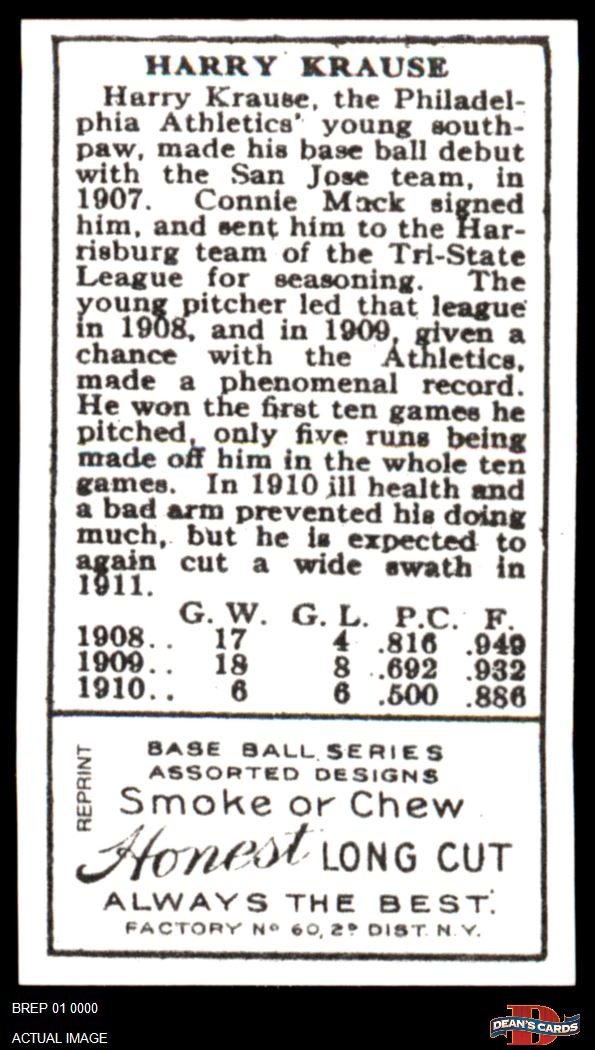 HARRY KRAUSE
Harry Krause, the Philadel-
phia Athletics' young south-
paw, made his base ball debut
with the San Jose team, in
1907. Connie Mack signed
him, and sent him to the Har-
risburg team of the Tri-State
League for seasoning. The
young pitcher led that league
in 1908, and in 1909, given a
chance with the Athletics,
made a phenomenal record.
He won the first ten games he
pitched, only five runs being
made off him in the whole ten
games. In 1910 ill health and
a bad arm prevented his doing
much, but he is expected to
again cut a wide swath in
1911.
G. W. G. L. P.C. F.
1908.. 17 4 .816 .949
1909.. 18 8 .692 .932
1910.. 6 6 .500 .886
REPRINT
BASE BALL SERIES
ASSORTED DESIGNS
Smoke or Chew
Honest LONG CUT
ALWAYS THE BEST.
FACTORY Nº 60, 2º DIST. N.Y.
BREP 01 0000
ACTUAL IMAGE
D
DEAN'S CARDS